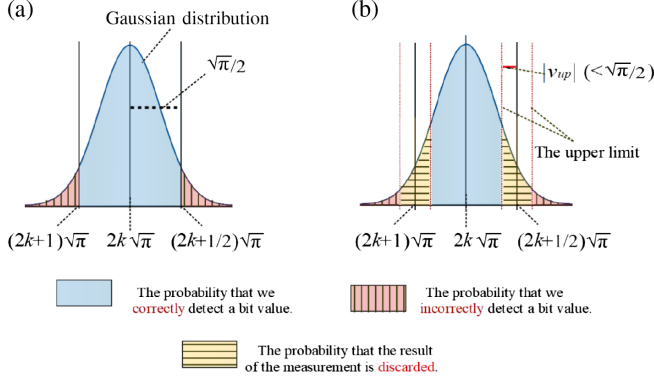 (a)
Gaussian distribution
√π/2
(2k+1)√π
2k√π
(2k+1/2)√π
(b)
|vup| (<√π/2)
The upper limit
(2k+1)√π
2k√π
(2k+1/2)√π
The probability that we
correctly detect a bit value.
The probability that we
incorrectly detect a bit value.
The probability that the result
of the measurement is discarded.